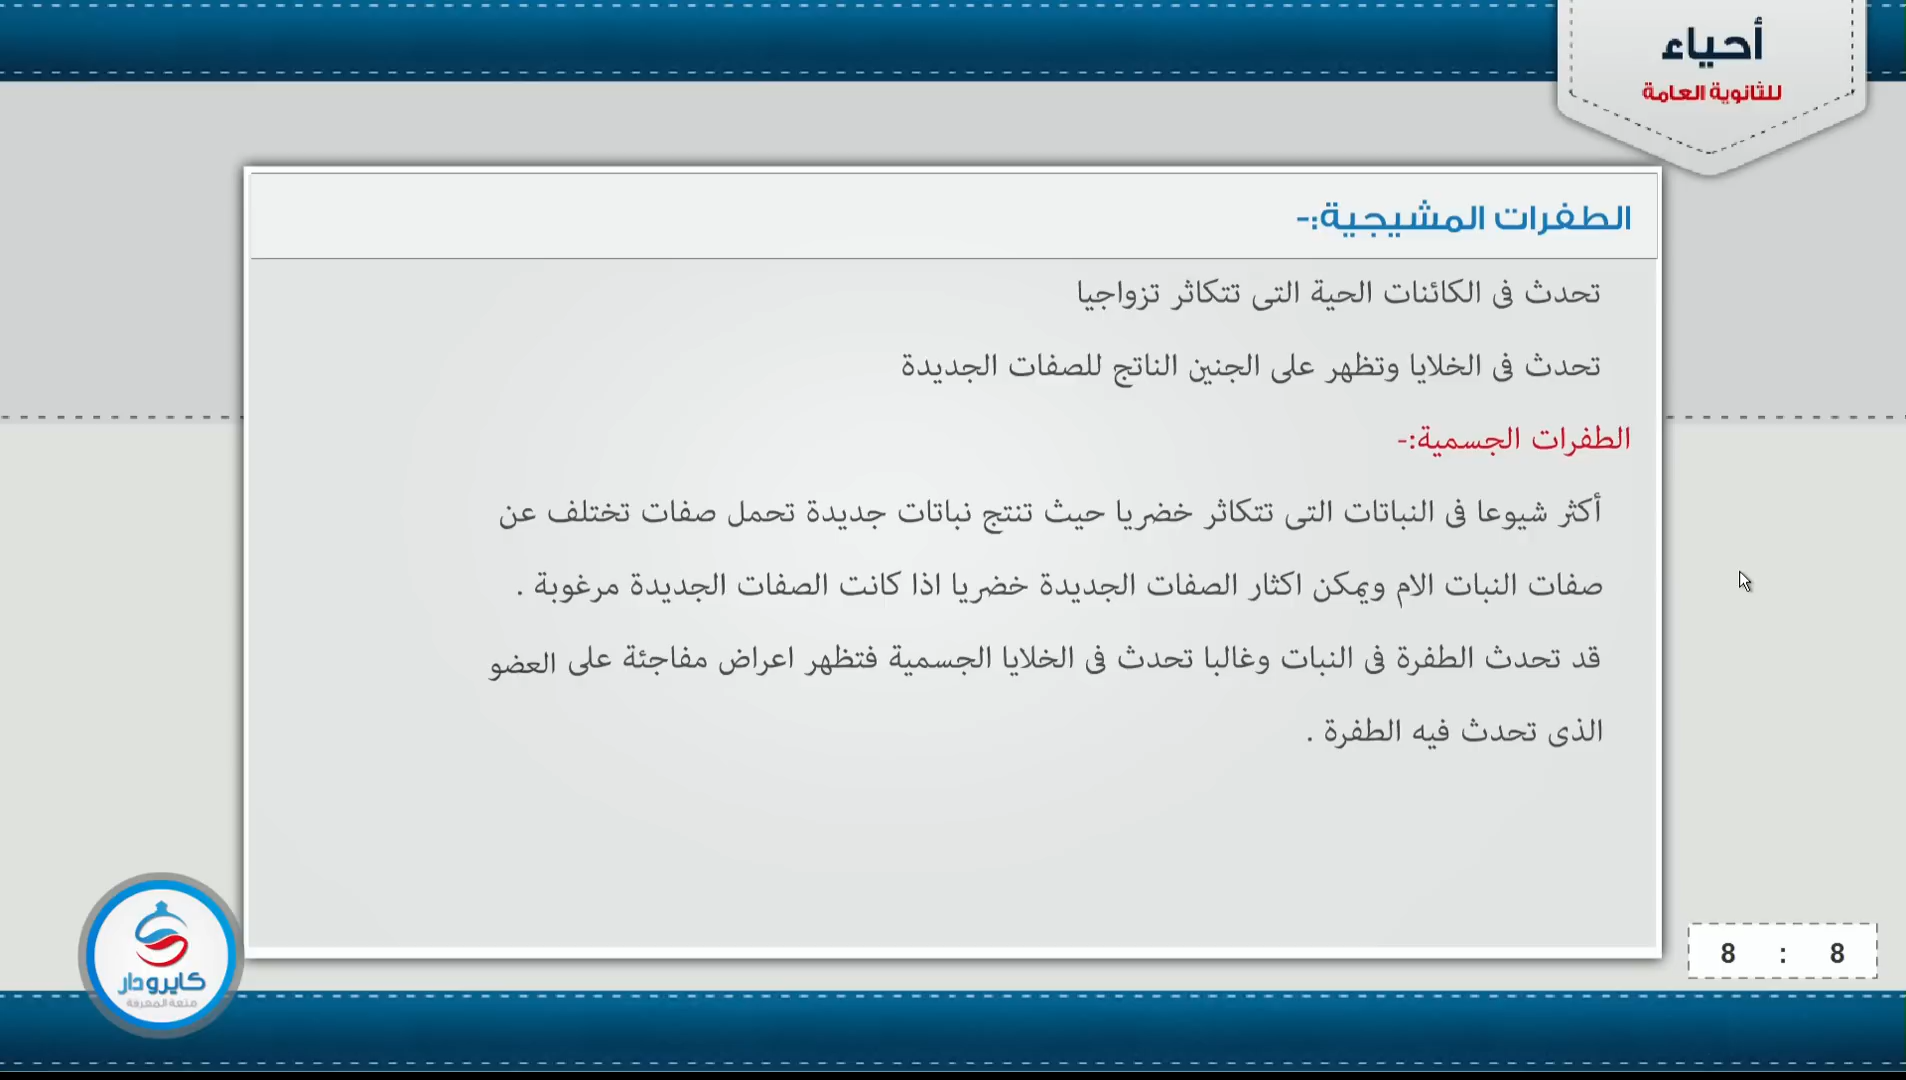 أحياء
للثانوية العامة
الطفرات المشيجية:-
تحدث فى الكائنات الحية التى تتكاثر تزواجيا
تحدث فى الخلايا وتظهر على الجنين الناتج للصفات الجديدة
الطفرات الجسمية:-
أكثر شيوعا فى النباتات التى تتكاثر خضريا حيث تنتج نباتات جديدة تحمل صفات تختلف عن
صفات النبات الام ويمكن اكثار الصفات الجديدة خضريا اذا كانت الصفات الجديدة مرغوبة .
قد تحدث الطفرة فى النبات وغالبا تحدث فى الخلايا الجسمية فتظهر اعراض مفاجئة على العضو
الذى تحدث فيه الطفرة .
8 : 8
كايرودار
متعة المعرفة